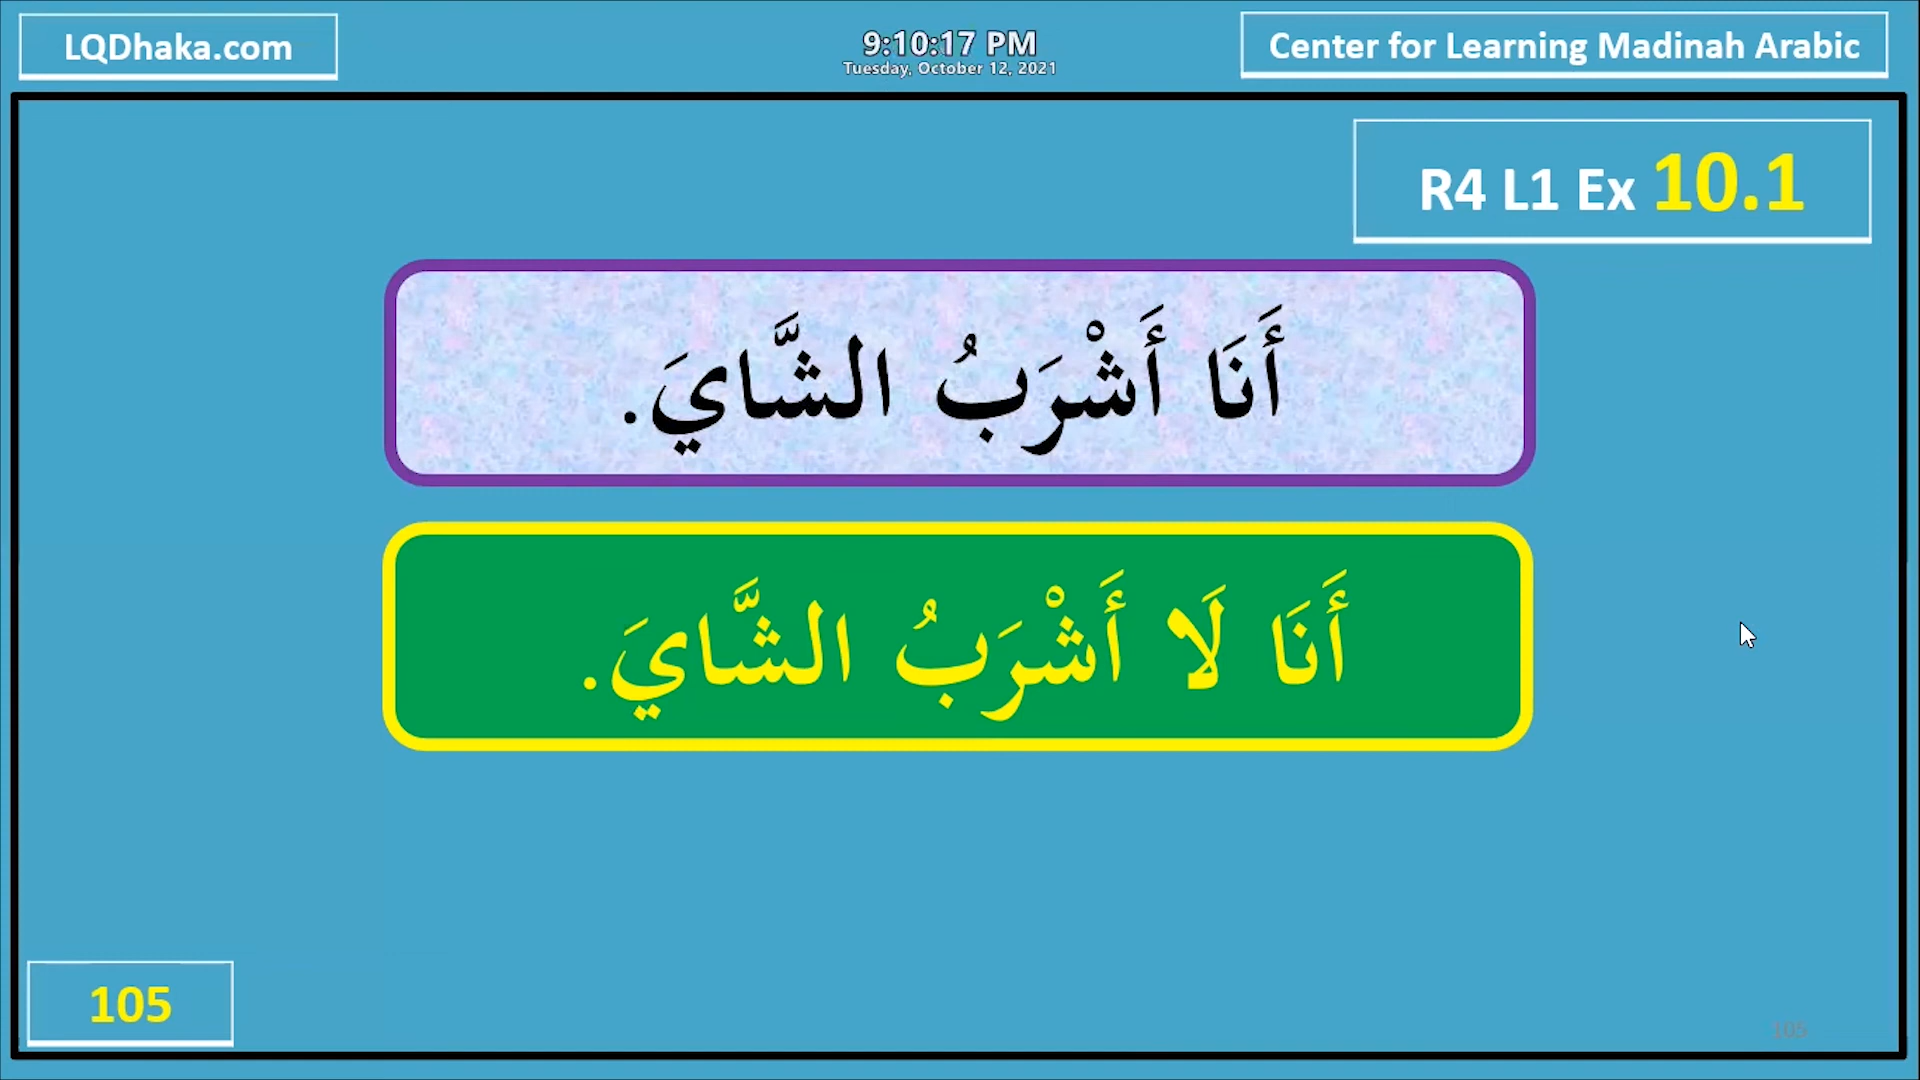 LQDhaka.com
9:10:17 PM
Tuesday, October 12, 2021
Center for Learning Madinah Arabic
R4 L1 Ex 10.1
أَنَا أَشْرَبُ الشَّايَ.
أَنَا لَا أَشْرَبُ الشَّايَ.
105
105